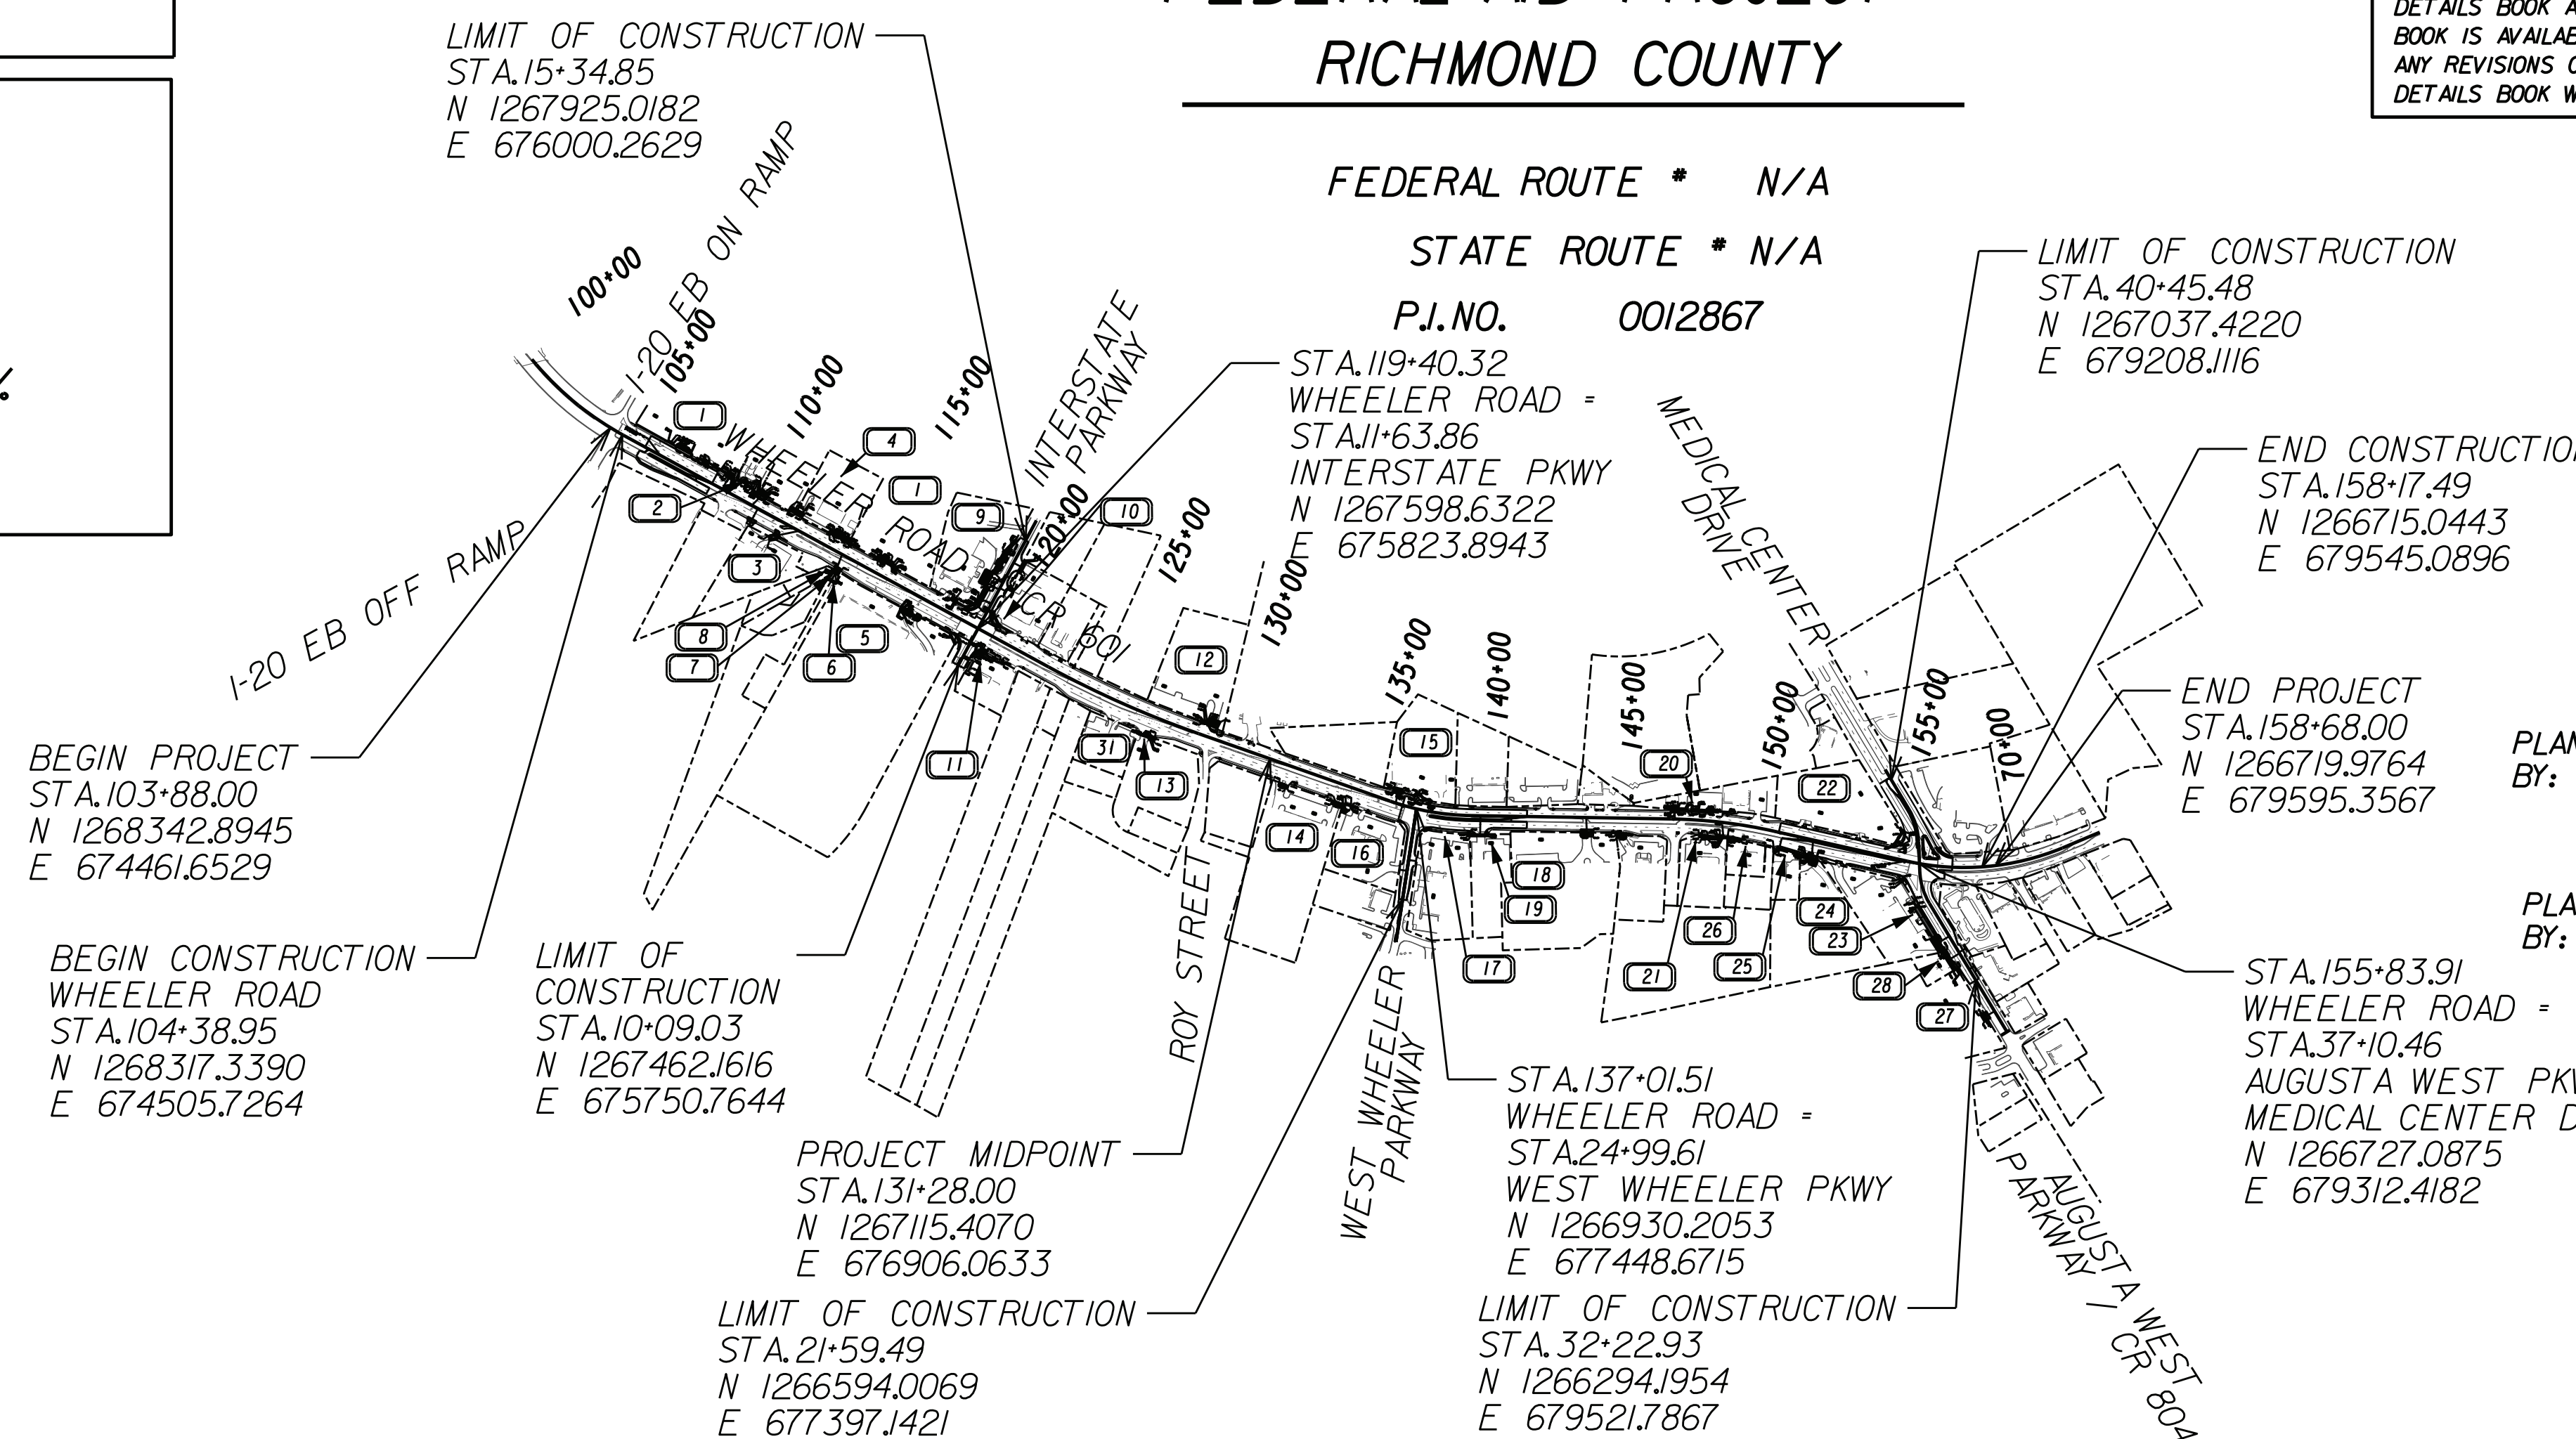 FEDERAL AID PROJECT
RICHMOND COUNTY
FEDERAL ROUTE # N/A
STATE ROUTE # N/A
P.I.NO. 0012867
DETAILS BOOK
BOOK IS
ANY REVISIONS
DETAILS BOOK
LIMIT OF CONSTRUCTION
STA.15+34.85
N 1267925.0182
E 676000.2629
100+00
I-20 EB ON RAMP
105+00
110+00
115+00
INTERSTATE
PARKWAY
120+00
125+00
130+00
135+00
140+00
145+00
150+00
155+00
70+00
STA.119+40.32
WHEELER ROAD =
STA.11+63.86
INTERSTATE PKWY
N 1267598.6322
E 675823.8943
MEDICAL CENTER
DRIVE
LIMIT OF CONSTRUCTION
STA.40+45.48
N 1267037.4220
E 679208.1116
END CONSTRUCTION
STA.158+17.49
N 1266715.0443
E 679545.0896
END PROJECT
STA.158+68.00
N 1266719.9764
E 679595.3567
BY:
BY:
WHEELER ROAD CR 601
1
4
1
2
9
10
3
8
5
7
6
12
11
31
13
15
20
22
14
16
18
19
17
21
26
25
24
23
28
27
I-20 EB OFF RAMP
BEGIN PROJECT
STA.103+88.00
N 1268342.8945
E 674461.6529
BEGIN CONSTRUCTION
WHEELER ROAD
STA.104+38.95
N 1268317.3390
E 674505.7264
LIMIT OF
CONSTRUCTION
STA.10+09.03
N 1267462.1616
E 675750.7644
ROY STREET
WEST WHEELER
PARKWAY
PROJECT MIDPOINT
STA.131+28.00
N 1267115.4070
E 676906.0633
LIMIT OF CONSTRUCTION
STA.21+59.49
N 1266594.0069
E 677397.1421
STA.137+01.51
WHEELER ROAD =
STA.24+99.61
WEST WHEELER PKWY
N 1266930.2053
E 677448.6715
LIMIT OF CONSTRUCTION
STA.32+22.93
N 1266294.1954
E 679521.7867
STA.155+83.91
WHEELER ROAD =
STA.37+10.46
AUGUSTA WEST
MEDICAL CENTER
N 1266727.0875
E 679312.4182
AUGUSTA WEST
PARKWAY / CR 804